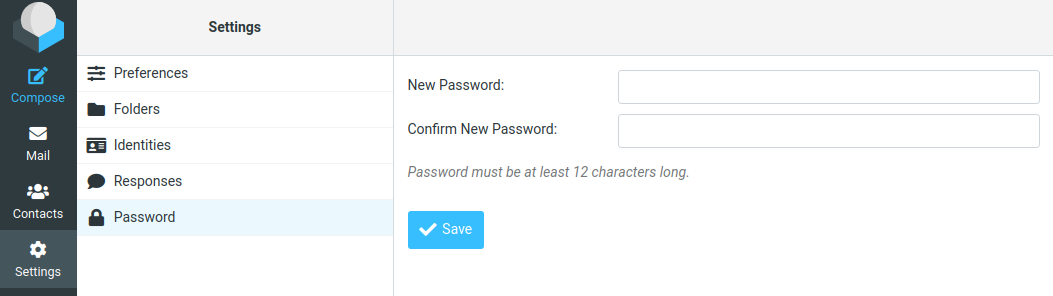 Settings
Compose
Mail
Contacts
Settings
Preferences
Folders
Identities
Responses
Password
New Password:
Confirm New Password:
Password must be at least 12 characters long.
Save